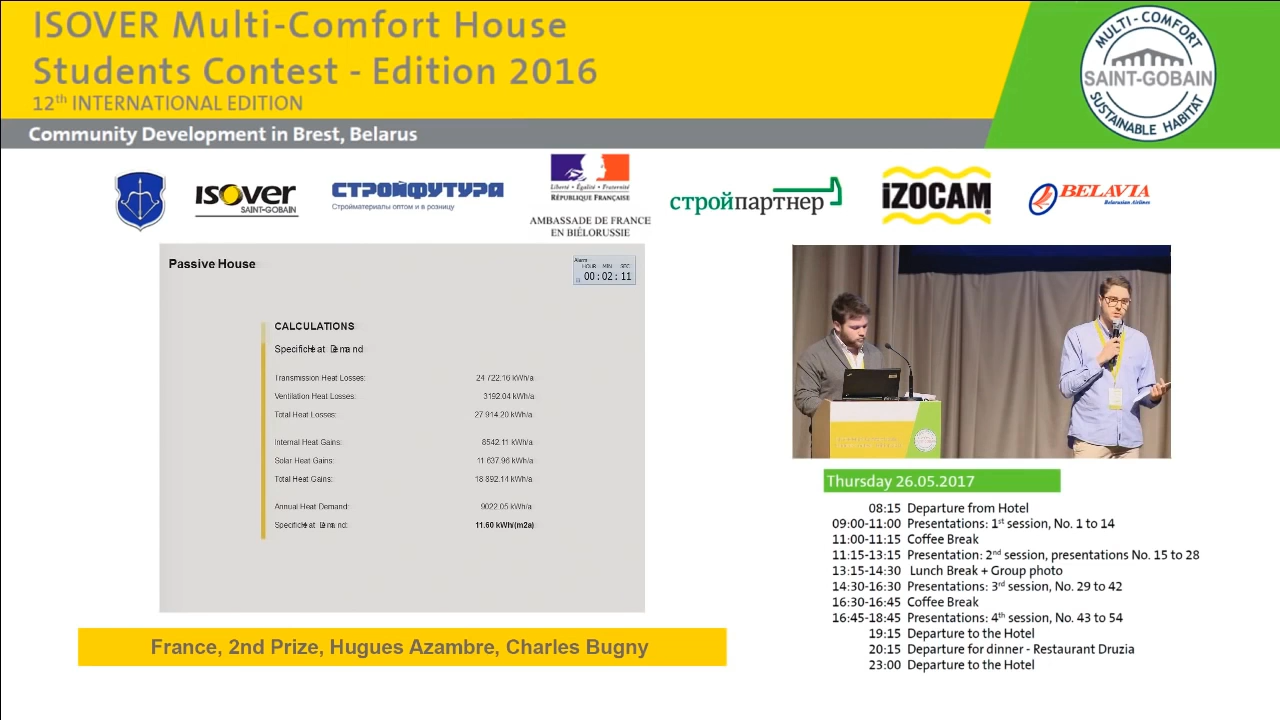 ISOVER Multi-Comfort House
Students Contest - Edition 2016
12th INTERNATIONAL EDITION
Community Development in Brest, Belarus
MULTI-COMFORT
SAINT-GOBAIN
SUSTAINABLE HABITAT
isover
SAINT-GOBAIN
СТРОЙФУТУРА
Стройматериалы оптом и в розницу
Liberté • Égalité • Fraternité
RÉPUBLIQUE FRANÇAISE
AMBASSADE DE FRANCE
EN BIÉLORUSSIE
стройпартнер
iZOCAM
BELAVIA
Belarusian Airlines
Passive House
Alarm
HOUR MIN SEC
00:02:11
CALCULATIONS
Specific Heat Demand
Transmission Heat Losses: 24 722.16 kWh/a
Ventilation Heat Losses: 3192.04 kWh/a
Total Heat Losses: 27 914.20 kWh/a
Internal Heat Gains: 8542.11 kWh/a
Solar Heat Gains: 11 637.96 kWh/a
Total Heat Gains: 18 892.14 kWh/a
Annual Heat Demand: 9022.05 kWh/a
Specific Heat Demand: 11.60 kWh/(m2a)
France, 2nd Prize, Hugues Azambre, Charles Bugny
Thursday 26.05.2017
08:15 Departure from Hotel
09:00-11:00 Presentations: 1st session, No. 1 to 14
11:00-11:15 Coffee Break
11:15-13:15 Presentation: 2nd session, presentations No. 15 to 28
13:15-14:30 Lunch Break + Group photo
14:30-16:30 Presentations: 3rd session, No. 29 to 42
16:30-16:45 Coffee Break
16:45-18:45 Presentations: 4th session, No. 43 to 54
19:15 Departure to the Hotel
20:15 Departure for dinner - Restaurant Druzia
23:00 Departure to the Hotel